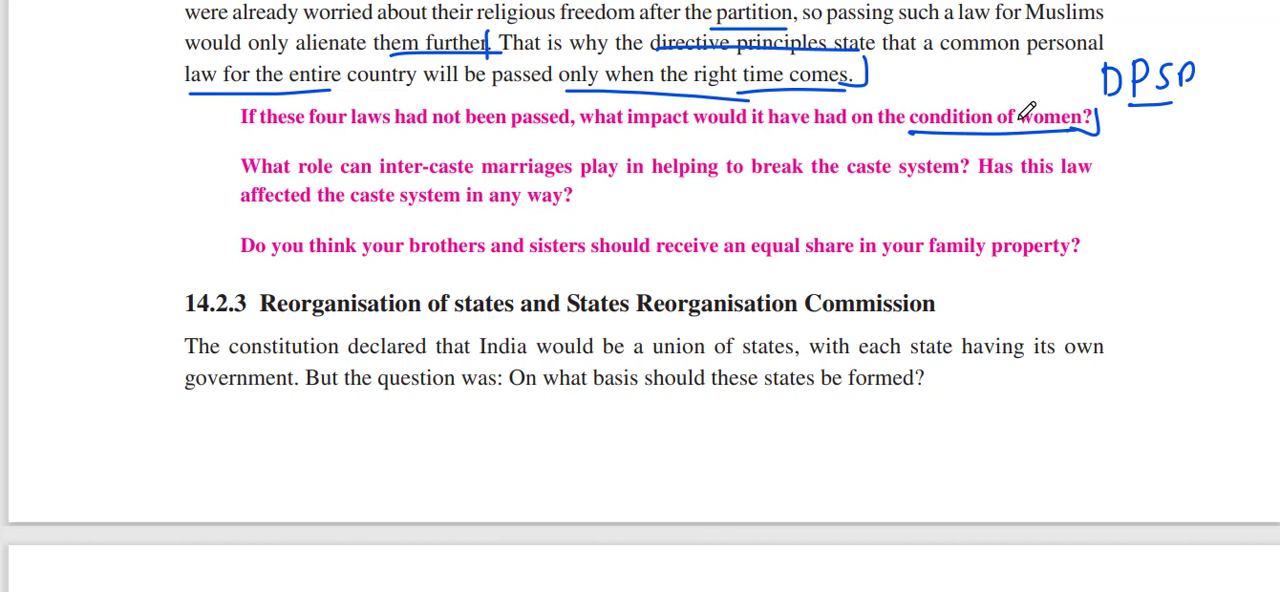 were already worried about their religious freedom after the partition, so passing such a law for Muslims
would only alienate them further. That is why the directive principles state that a common personal
law for the entire country will be passed only when the right time comes.
DPSP
If these four laws had not been passed, what impact would it have had on the condition of women?
What role can inter-caste marriages play in helping to break the caste system? Has this law
affected the caste system in any way?
Do you think your brothers and sisters should receive an equal share in your family property?
14.2.3 Reorganisation of states and States Reorganisation Commission
The constitution declared that India would be a union of states, with each state having its own
government. But the question was: On what basis should these states be formed?